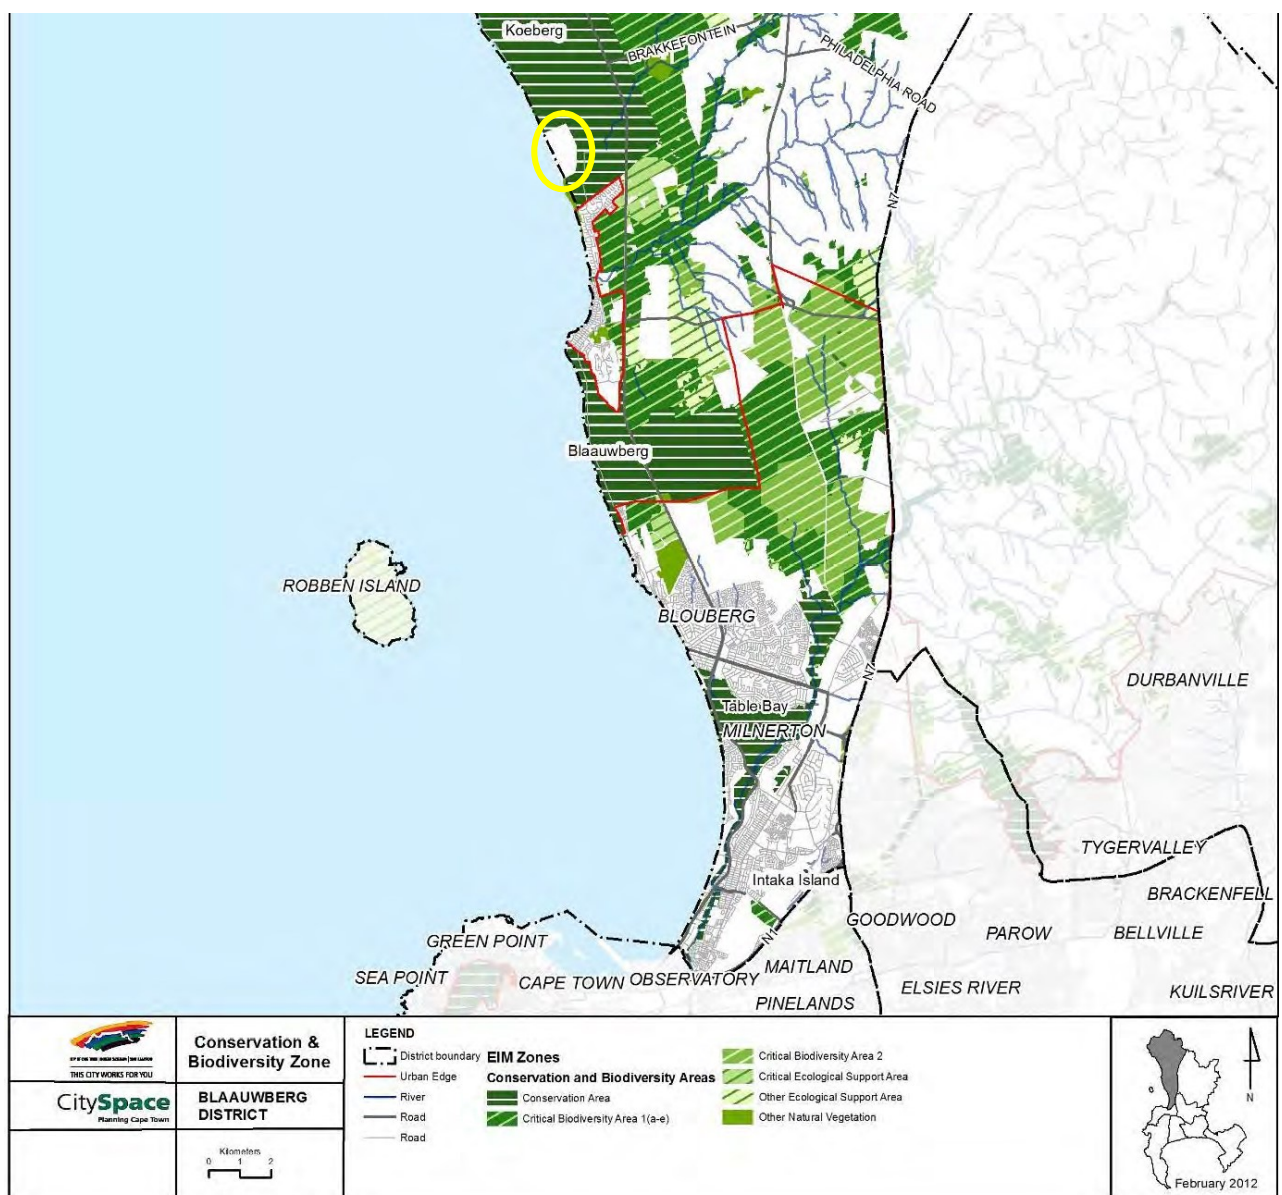 Koeberg
BRAKKEFONTEIN
PHILADELPHIA ROAD
N7
Blaauwberg
ROBBEN ISLAND
BLOUBERG
N7
DURBANVILLE
Table Bay
MILNERTON
TYGERVALLEY
Intaka Island
BRACKENFELL
GOODWOOD
GREEN POINT
N1
PAROW
BELLVILLE
SEA POINT
CAPE TOWN
OBSERVATORY
MAITLAND
ELSIES RIVER
KUILSRIVER
PINELANDS
THIS CITY WORKS FOR YOU
CitySpace
Planning Cape Town
Conservation &
Biodiversity Zone
BLAAUWBERG
DISTRICT
Kilometers
0 1 2
LEGEND
District boundary
Urban Edge
River
Road
Road
EIM Zones
Conservation and Biodiversity Areas
Conservation Area
Critical Biodiversity Area 1(a-e)
Critical Biodiversity Area 2
Critical Ecological Support Area
Other Ecological Support Area
Other Natural Vegetation
N
February 2012